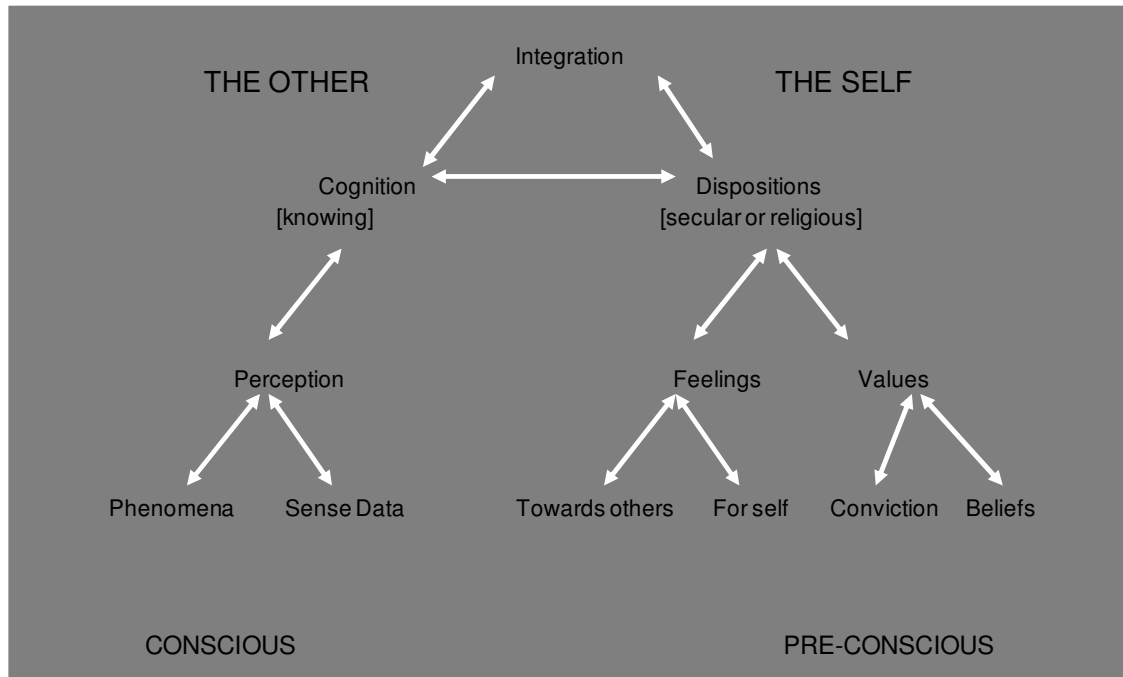 Integration
THE OTHER
THE SELF
Cognition
[knowing]
Dispositions
[secular or religious]
Perception
Feelings
Values
Phenomena
Sense Data
Towards others
For self
Conviction
Beliefs
CONSCIOUS
PRE-CONSCIOUS